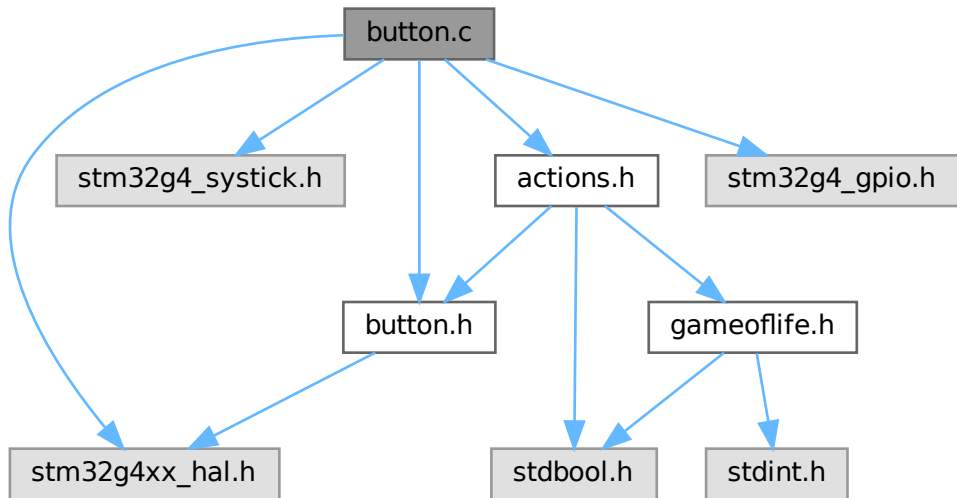 button.c
stm32g4_systick.h
actions.h
stm32g4_gpio.h
button.h
gameoflife.h
stm32g4xx_hal.h
stdbool.h
stdint.h